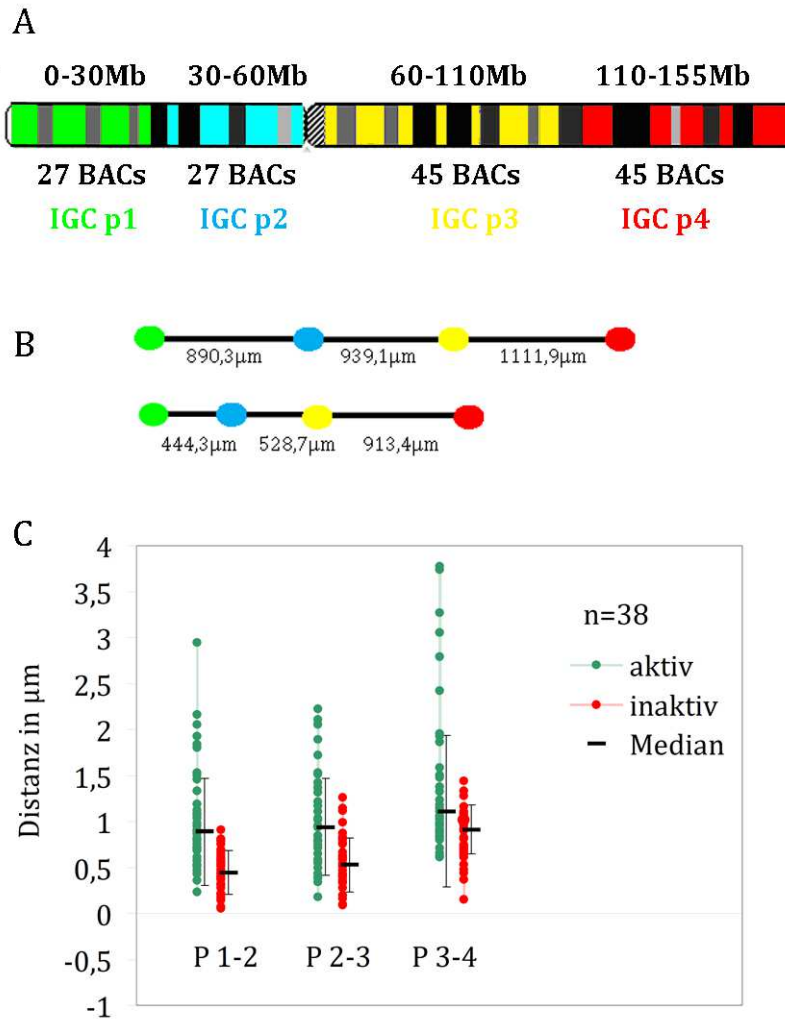 A
0-30Mb 30-60Mb 60-110Mb 110-155Mb
27 BACs 27 BACs 45 BACs 45 BACs
IGC p1 IGC p2 IGC p3 IGC p4
B
890,3µm 939,1µm 1111,9µm
444,3µm 528,7µm 913,4µm
C
Distanz in µm
4
3,5
3
2,5
2
1,5
1
0,5
0
-0,5
-1
P 1-2 P 2-3 P 3-4
n=38
aktiv
inaktiv
Median